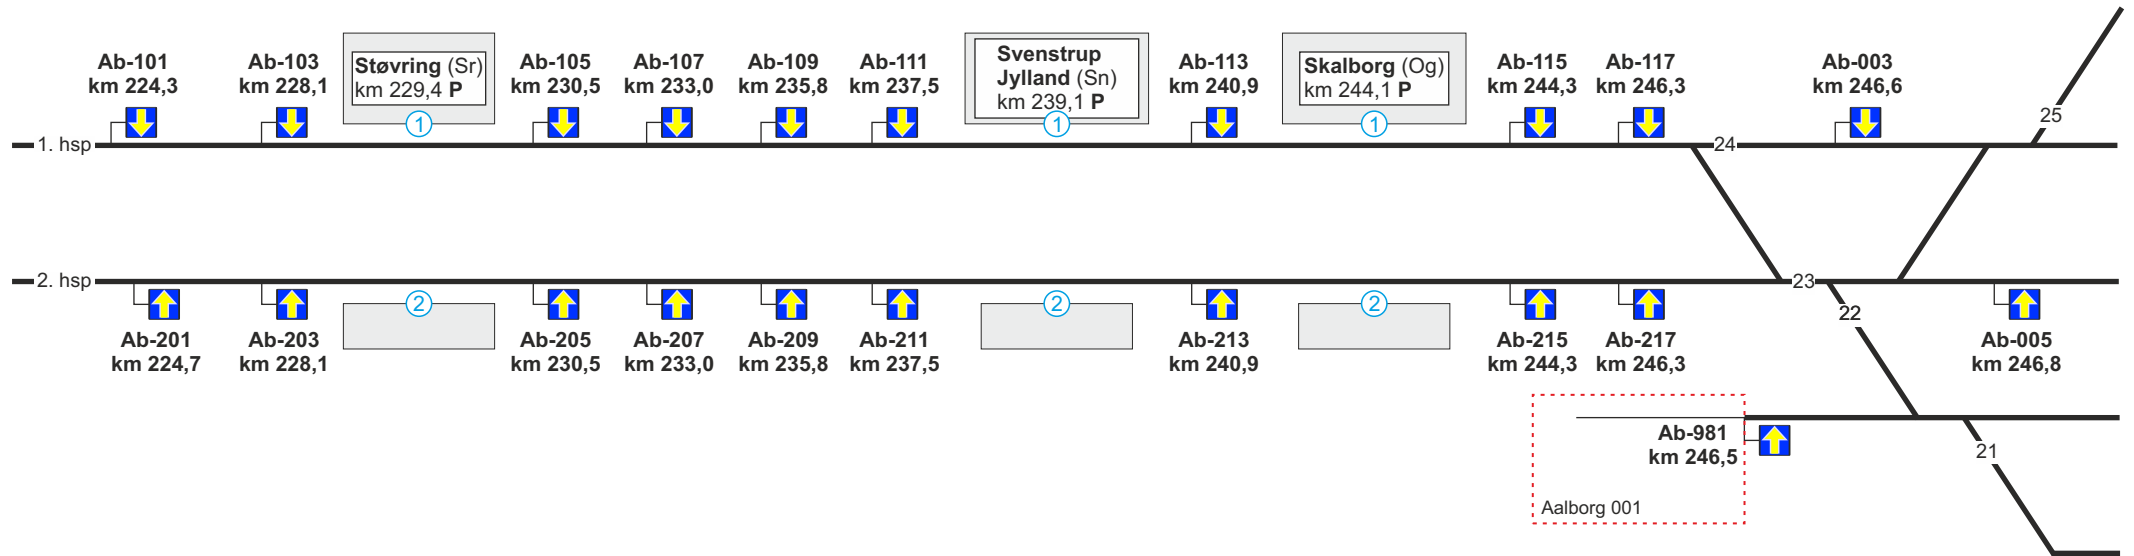 Ab-101
km 224,3
Ab-103
km 228,1
Støvring (Sr)
km 229,4 P
1
Ab-105
km 230,5
Ab-107
km 233,0
Ab-109
km 235,8
Ab-111
km 237,5
Svenstrup
Jylland (Sn)
km 239,1 P
1
Ab-113
km 240,9
Skalborg (Og)
km 244,1 P
1
Ab-115
km 244,3
Ab-117
km 246,3
Ab-003
km 246,6
25
1. hsp
24
2. hsp
23
22
Ab-201
km 224,7
Ab-203
km 228,1
2
Ab-205
km 230,5
Ab-207
km 233,0
Ab-209
km 235,8
Ab-211
km 237,5
2
Ab-213
km 240,9
2
Ab-215
km 244,3
Ab-217
km 246,3
Ab-005
km 246,8
Ab-981
km 246,5
21
Aalborg 001